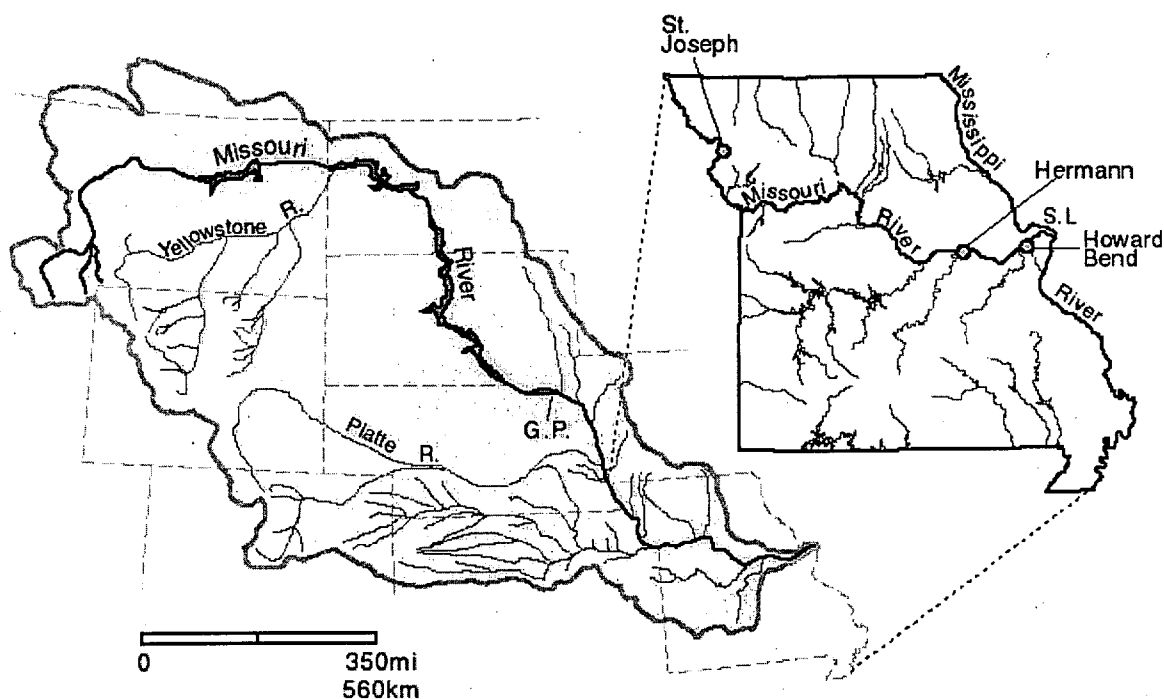 St.
Joseph
Mississippi
Missouri
Hermann
Missouri
River
S.L
Howard
Bend
Yellowstone R.
River
River
Platte R.
G.P.
0 350mi
560km